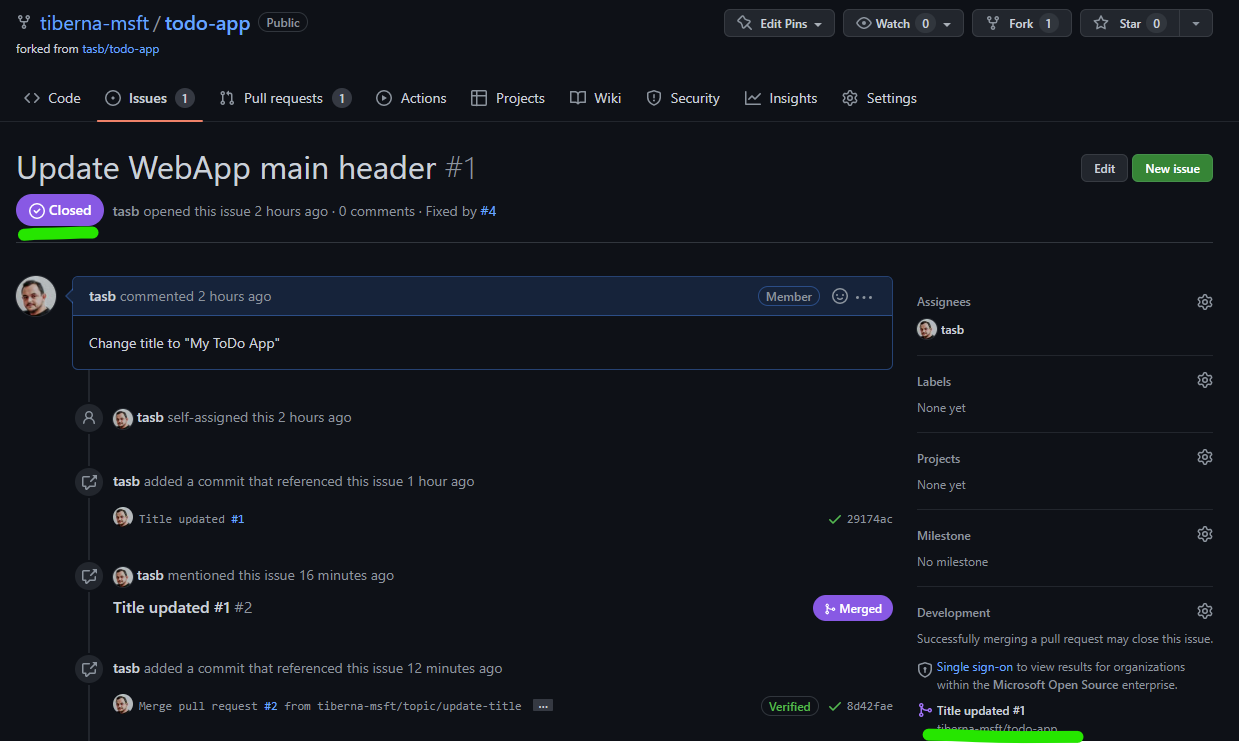 tiberna-msft / todo-app Public
Edit Pins Watch 0 Fork 1 Star 0
forked from tasb/todo-app
Code Issues 1 Pull requests 1 Actions Projects Wiki Security Insights Settings
Update WebApp main header #1
Edit New issue
Closed tasb opened this issue 2 hours ago · 0 comments · Fixed by #4
tasb commented 2 hours ago Member ...
Change title to "My ToDo App"
tasb self-assigned this 2 hours ago
tasb added a commit that referenced this issue 1 hour ago
Title updated #1 29174ac
tasb mentioned this issue 16 minutes ago
Title updated #1 #2 Merged
tasb added a commit that referenced this issue 12 minutes ago
Merge pull request #2 from tiberna-msft/topic/update-title ... Verified 8d42fae
Assignees
tasb
Labels
None yet
Projects
None yet
Milestone
No milestone
Development
Successfully merging a pull request may close this issue.
Single sign-on to view results for organizations
within the Microsoft Open Source enterprise.
Title updated #1
tiberna-msft/todo-app